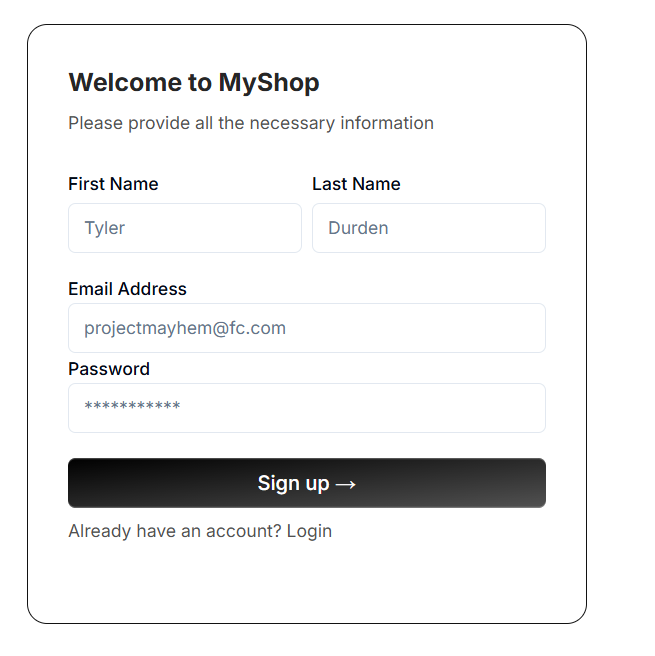 Welcome to MyShop
Please provide all the necessary information
First Name Last Name
Tyler Durden
Email Address
projectmayhem@fc.com
Password
***********
Sign up →
Already have an account? Login